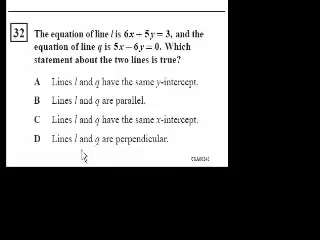 32 The equation of line l is 6x + 5y = 3, and the
equation of line q is 5x − 6y = 0. Which
statement about the two lines is true?
A Lines l and q have the same y-intercept.
B Lines l and q are parallel.
C Lines l and q have the same x-intercept.
D Lines l and q are perpendicular.